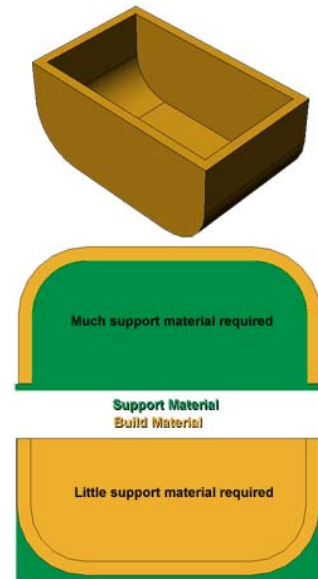 Much support material required
Support Material
Build Material
Little support material required